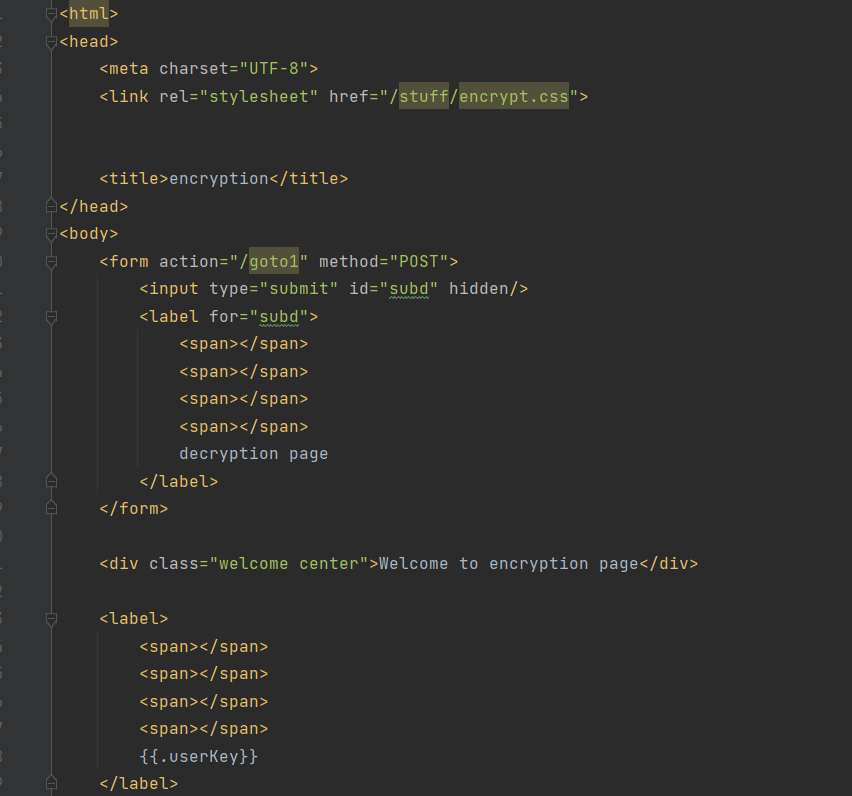 <html>
<head>
    <meta charset="UTF-8">
    <link rel="stylesheet" href="/stuff/encrypt.css">
    <title>encryption</title>
</head>
<body>
    <form action="/goto1" method="POST">
        <input type="submit" id="subd" hidden/>
        <label for="subd">
            <span></span>
            <span></span>
            <span></span>
            <span></span>
            decryption page
        </label>
    </form>
    <div class="welcome center">Welcome to encryption page</div>
    <label>
        <span></span>
        <span></span>
        <span></span>
        <span></span>
        {{.userKey}}
    </label>